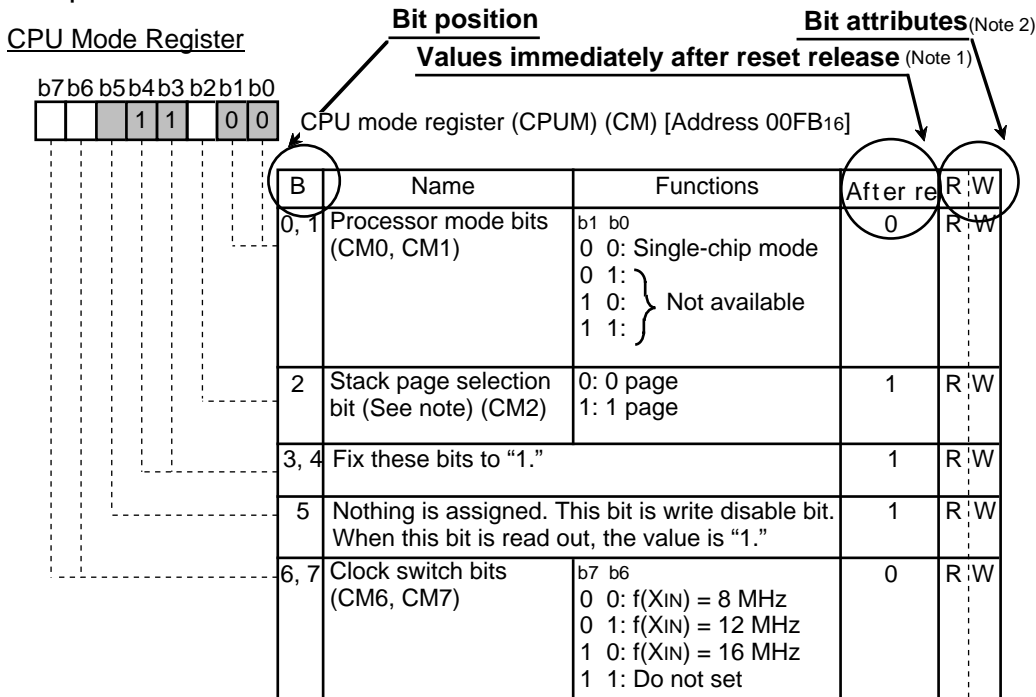 Bit position
Bit attributes(Note 2)
CPU Mode Register
Values immediately after reset release (Note 1)
b7 b6 b5 b4 b3 b2 b1 b0
1 1 0 0
CPU mode register (CPUM) (CM) [Address 00FB16]
B Name Functions After re R W
0, 1 Processor mode bits (CM0, CM1) b1 b0 0 R W
0 0: Single-chip mode
0 1:
1 0: Not available
1 1:
2 Stack page selection 0: 0 page 1 R W
bit (See note) (CM2) 1: 1 page
3, 4 Fix these bits to “1.” 1 R W
5 Nothing is assigned. This bit is write disable bit. 1 R W
When this bit is read out, the value is “1.”
6, 7 Clock switch bits b7 b6 0 R W
(CM6, CM7) 0 0: f(XIN) = 8 MHz
0 1: f(XIN) = 12 MHz
1 0: f(XIN) = 16 MHz
1 1: Do not set